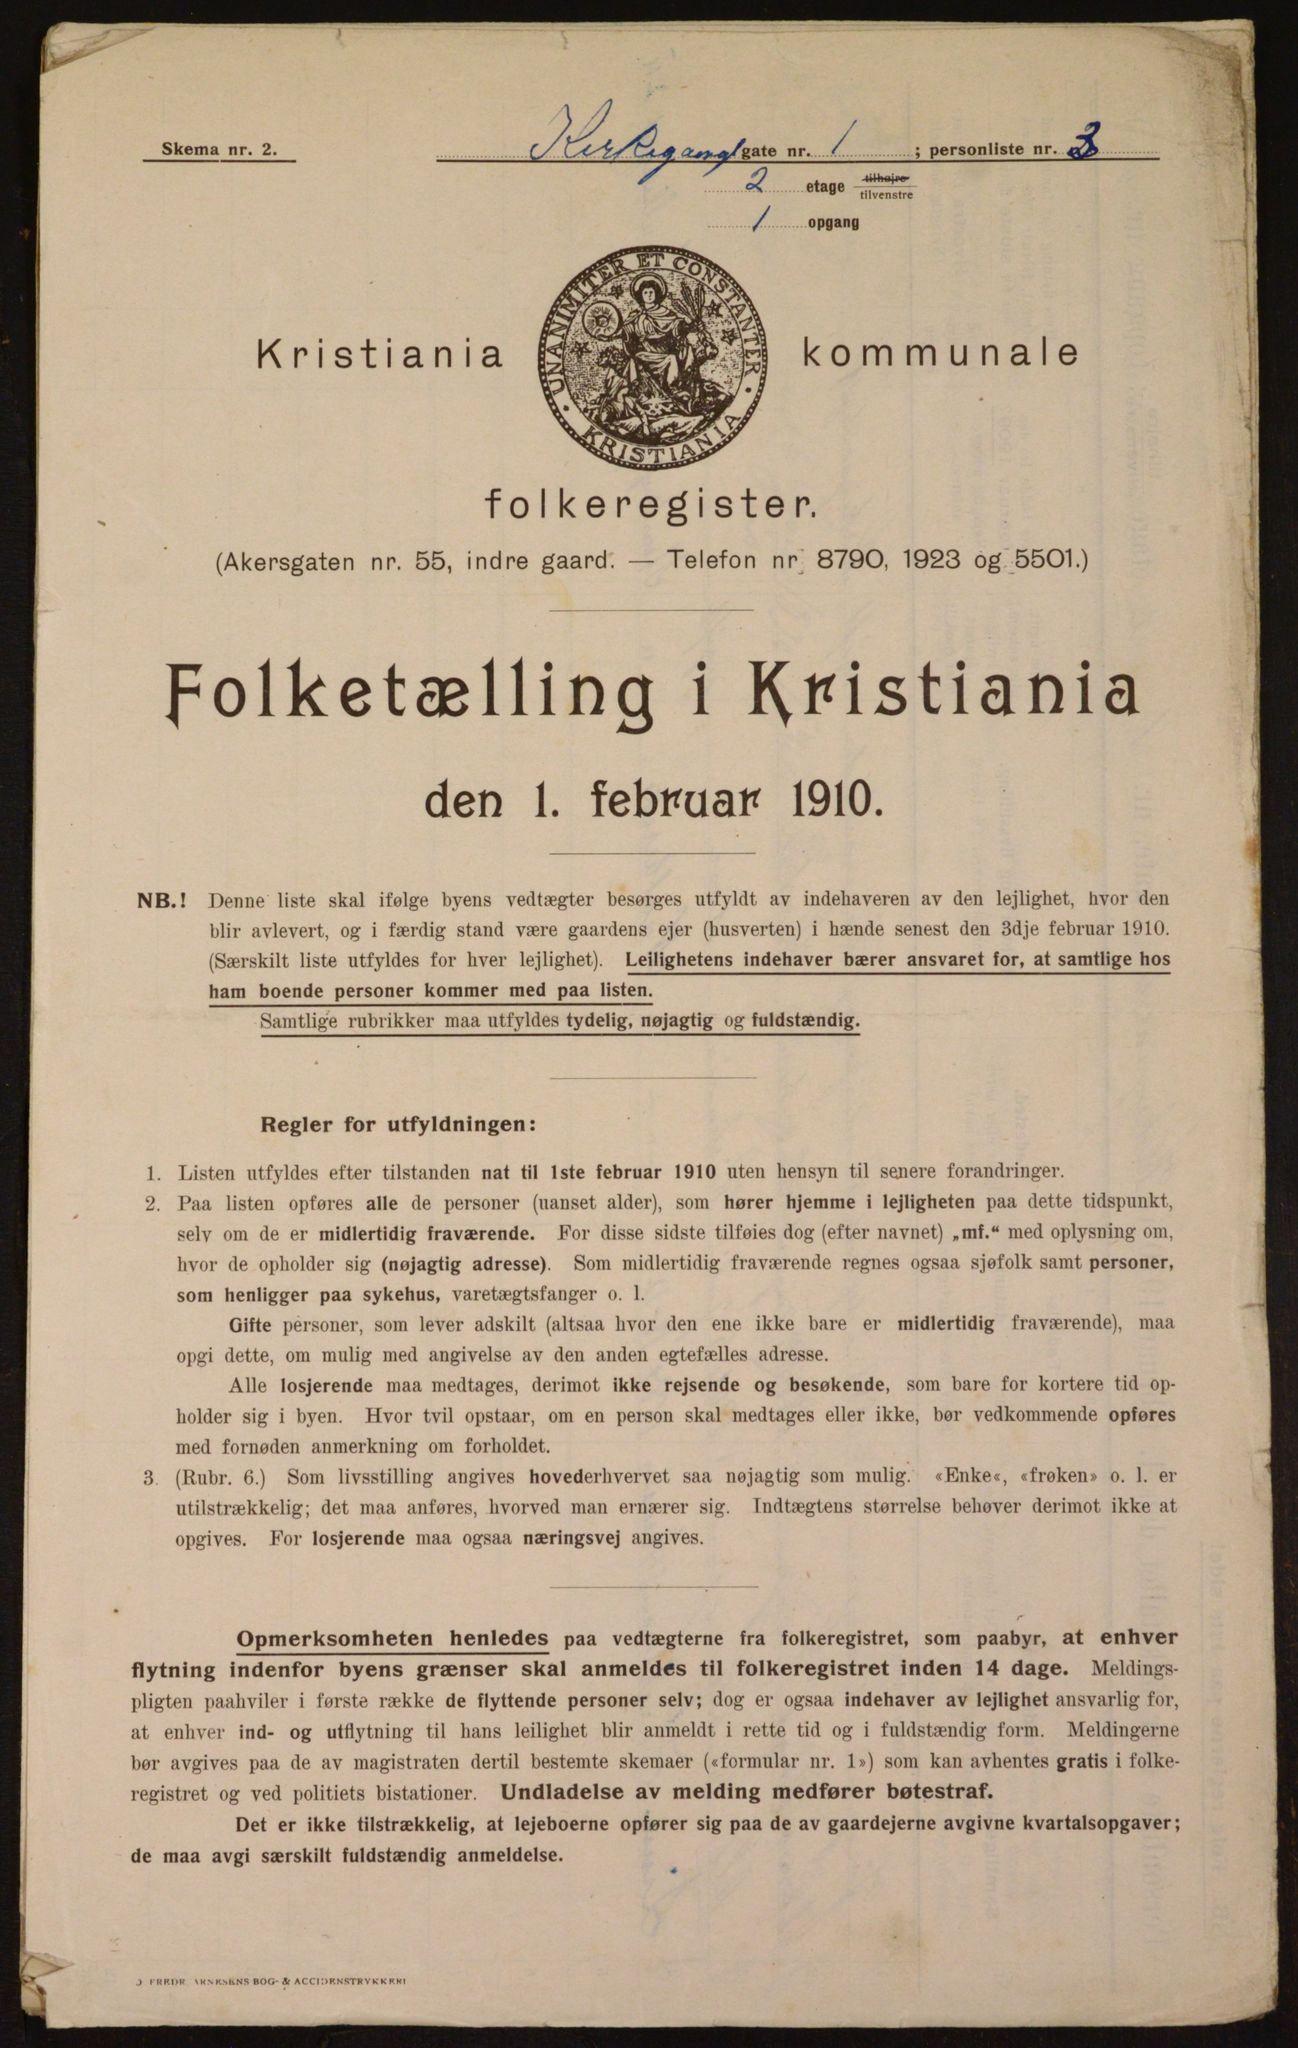 Skema nr. 2.
Kirkegangs gate nr. 1 ; personliste nr. 3
2 etage tilhøjre
tilvenstre
1 opgang
UNANIMITER ET CONSTANTER
KRISTIANIA
Kristiania kommunale
folkeregister.
(Akersgaten nr. 55, indre gaard. — Telefon nr. 8790, 1923 og 5501.)
Folketælling i Kristiania
den 1. februar 1910.
NB.! Denne liste skal ifølge byens vedtægter besørges utfyldt av indehaveren av den lejlighet, hvor den
blir avlevert, og i færdig stand være gaardens ejer (husverten) i hænde senest den 3dje februar 1910.
(Særskilt liste utfyldes for hver lejlighet). Leilighetens indehaver bærer ansvaret for, at samtlige hos
ham boende personer kommer med paa listen.
Samtlige rubrikker maa utfyldes tydelig, nøjagtig og fuldstændig.
Regler for utfyldningen:
1. Listen utfyldes efter tilstanden nat til 1ste februar 1910 uten hensyn til senere forandringer.
2. Paa listen opføres alle de personer (uanset alder), som hører hjemme i lejligheten paa dette tidspunkt,
selv om de er midlertidig fraværende. For disse sidste tilføies dog (efter navnet) „mf.“ med oplysning om,
hvor de opholder sig (nøjagtig adresse). Som midlertidig fraværende regnes ogsaa sjøfolk samt personer,
som henligger paa sykehus, varetægtsfanger o. l.
Gifte personer, som lever adskilt (altsaa hvor den ene ikke bare er midlertidig fraværende), maa
opgi dette, om mulig med angivelse av den anden egtefælles adresse.
Alle losjerende maa medtages, derimot ikke rejsende og besøkende, som bare for kortere tid op-
holder sig i byen. Hvor tvil opstaar, om en person skal medtages eller ikke, bør vedkommende opføres
med fornøden anmerkning om forholdet.
3. (Rubr. 6.) Som livsstilling angives hovederhvervet saa nøjagtig som mulig. «Enke«, «frøken» o. l. er
utilstrækkelig; det maa anføres, hvorved man ernærer sig. Indtægtens størrelse behøver derimot ikke at
opgives. For losjerende maa ogsaa næringsvej angives.
Opmerksomheten henledes paa vedtægterne fra folkeregistret, som paabyr, at enhver
flytning indenfor byens grænser skal anmeldes til folkeregistret inden 14 dage. Meldings-
pligten paahviler i første række de flyttende personer selv; dog er ogsaa indehaver av lejlighet ansvarlig for,
at enhver ind- og utflytning til hans leilighet blir anmeldt i rette tid og i fuldstændig form. Meldingerne
bør avgives paa de av magistraten dertil bestemte skemaer («formular nr. 1») som kan avhentes gratis i folke-
registret og ved politiets bistationer. Undladelse av melding medfører bøtestraf.
Det er ikke tilstrækkelig, at lejeboerne opfører sig paa de av gaardejerne avgivne kvartalsopgaver;
de maa avgi særskilt fuldstændig anmeldelse.
FREDR ARNESENS BOG- & ACCIDENSTRYKKERI